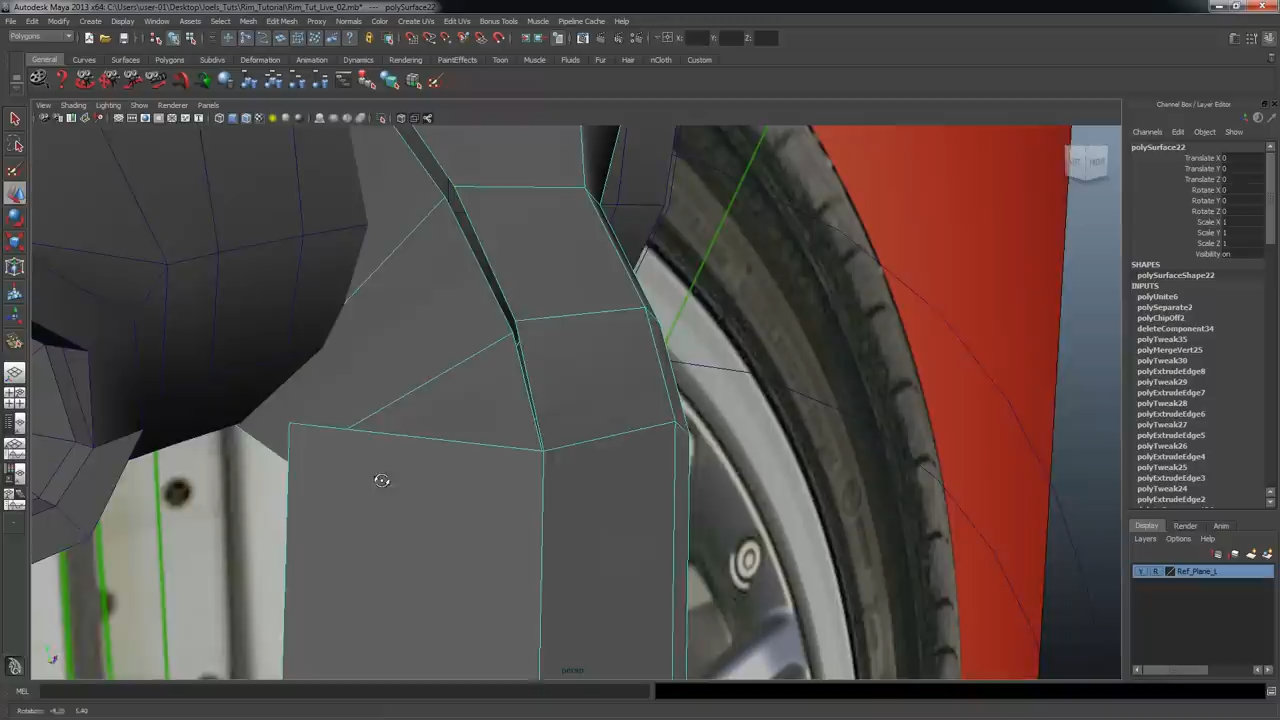 Autodesk Maya 2013 x64: C:\Users\user-01\Desktop\Joels_Tuts\Rim_Tutorial\Rim_Tut_Live_02.mb* --- polySurface22
File Edit Modify Create Display Window Assets Select Mesh Edit Mesh Proxy Normals Color Create UVs Edit UVs Bonus Tools Muscle Pipeline Cache Help
Polygons X: Y: Z:
General Curves Surfaces Polygons Subdivs Deformation Animation Dynamics Rendering PaintEffects Toon Muscle Fluids Fur Hair nCloth Custom
View Shading Lighting Show Renderer Panels
persp
Channel Box / Layer Editor
Channels Edit Object Show
polySurface22
Translate X 0
Translate Y 0
Translate Z 0
Rotate X 0
Rotate Y 0
Rotate Z 0
Scale X 1
Scale Y 1
Scale Z 1
Visibility on
SHAPES
polySurfaceShape22
INPUTS
polyUnite6
polySeparate2
polyChipOff2
deleteComponent34
polyTweak35
polyMergeVert25
polyTweak30
polyExtrudeEdge8
polyTweak29
polyExtrudeEdge7
polyTweak28
polyExtrudeEdge6
polyTweak27
polyExtrudeEdge5
polyTweak26
polyExtrudeEdge4
polyTweak25
polyExtrudeEdge3
polyTweak24
polyExtrudeEdge2
Display Render Anim
Layers Options Help
V R Ref_Plane_L
MEL